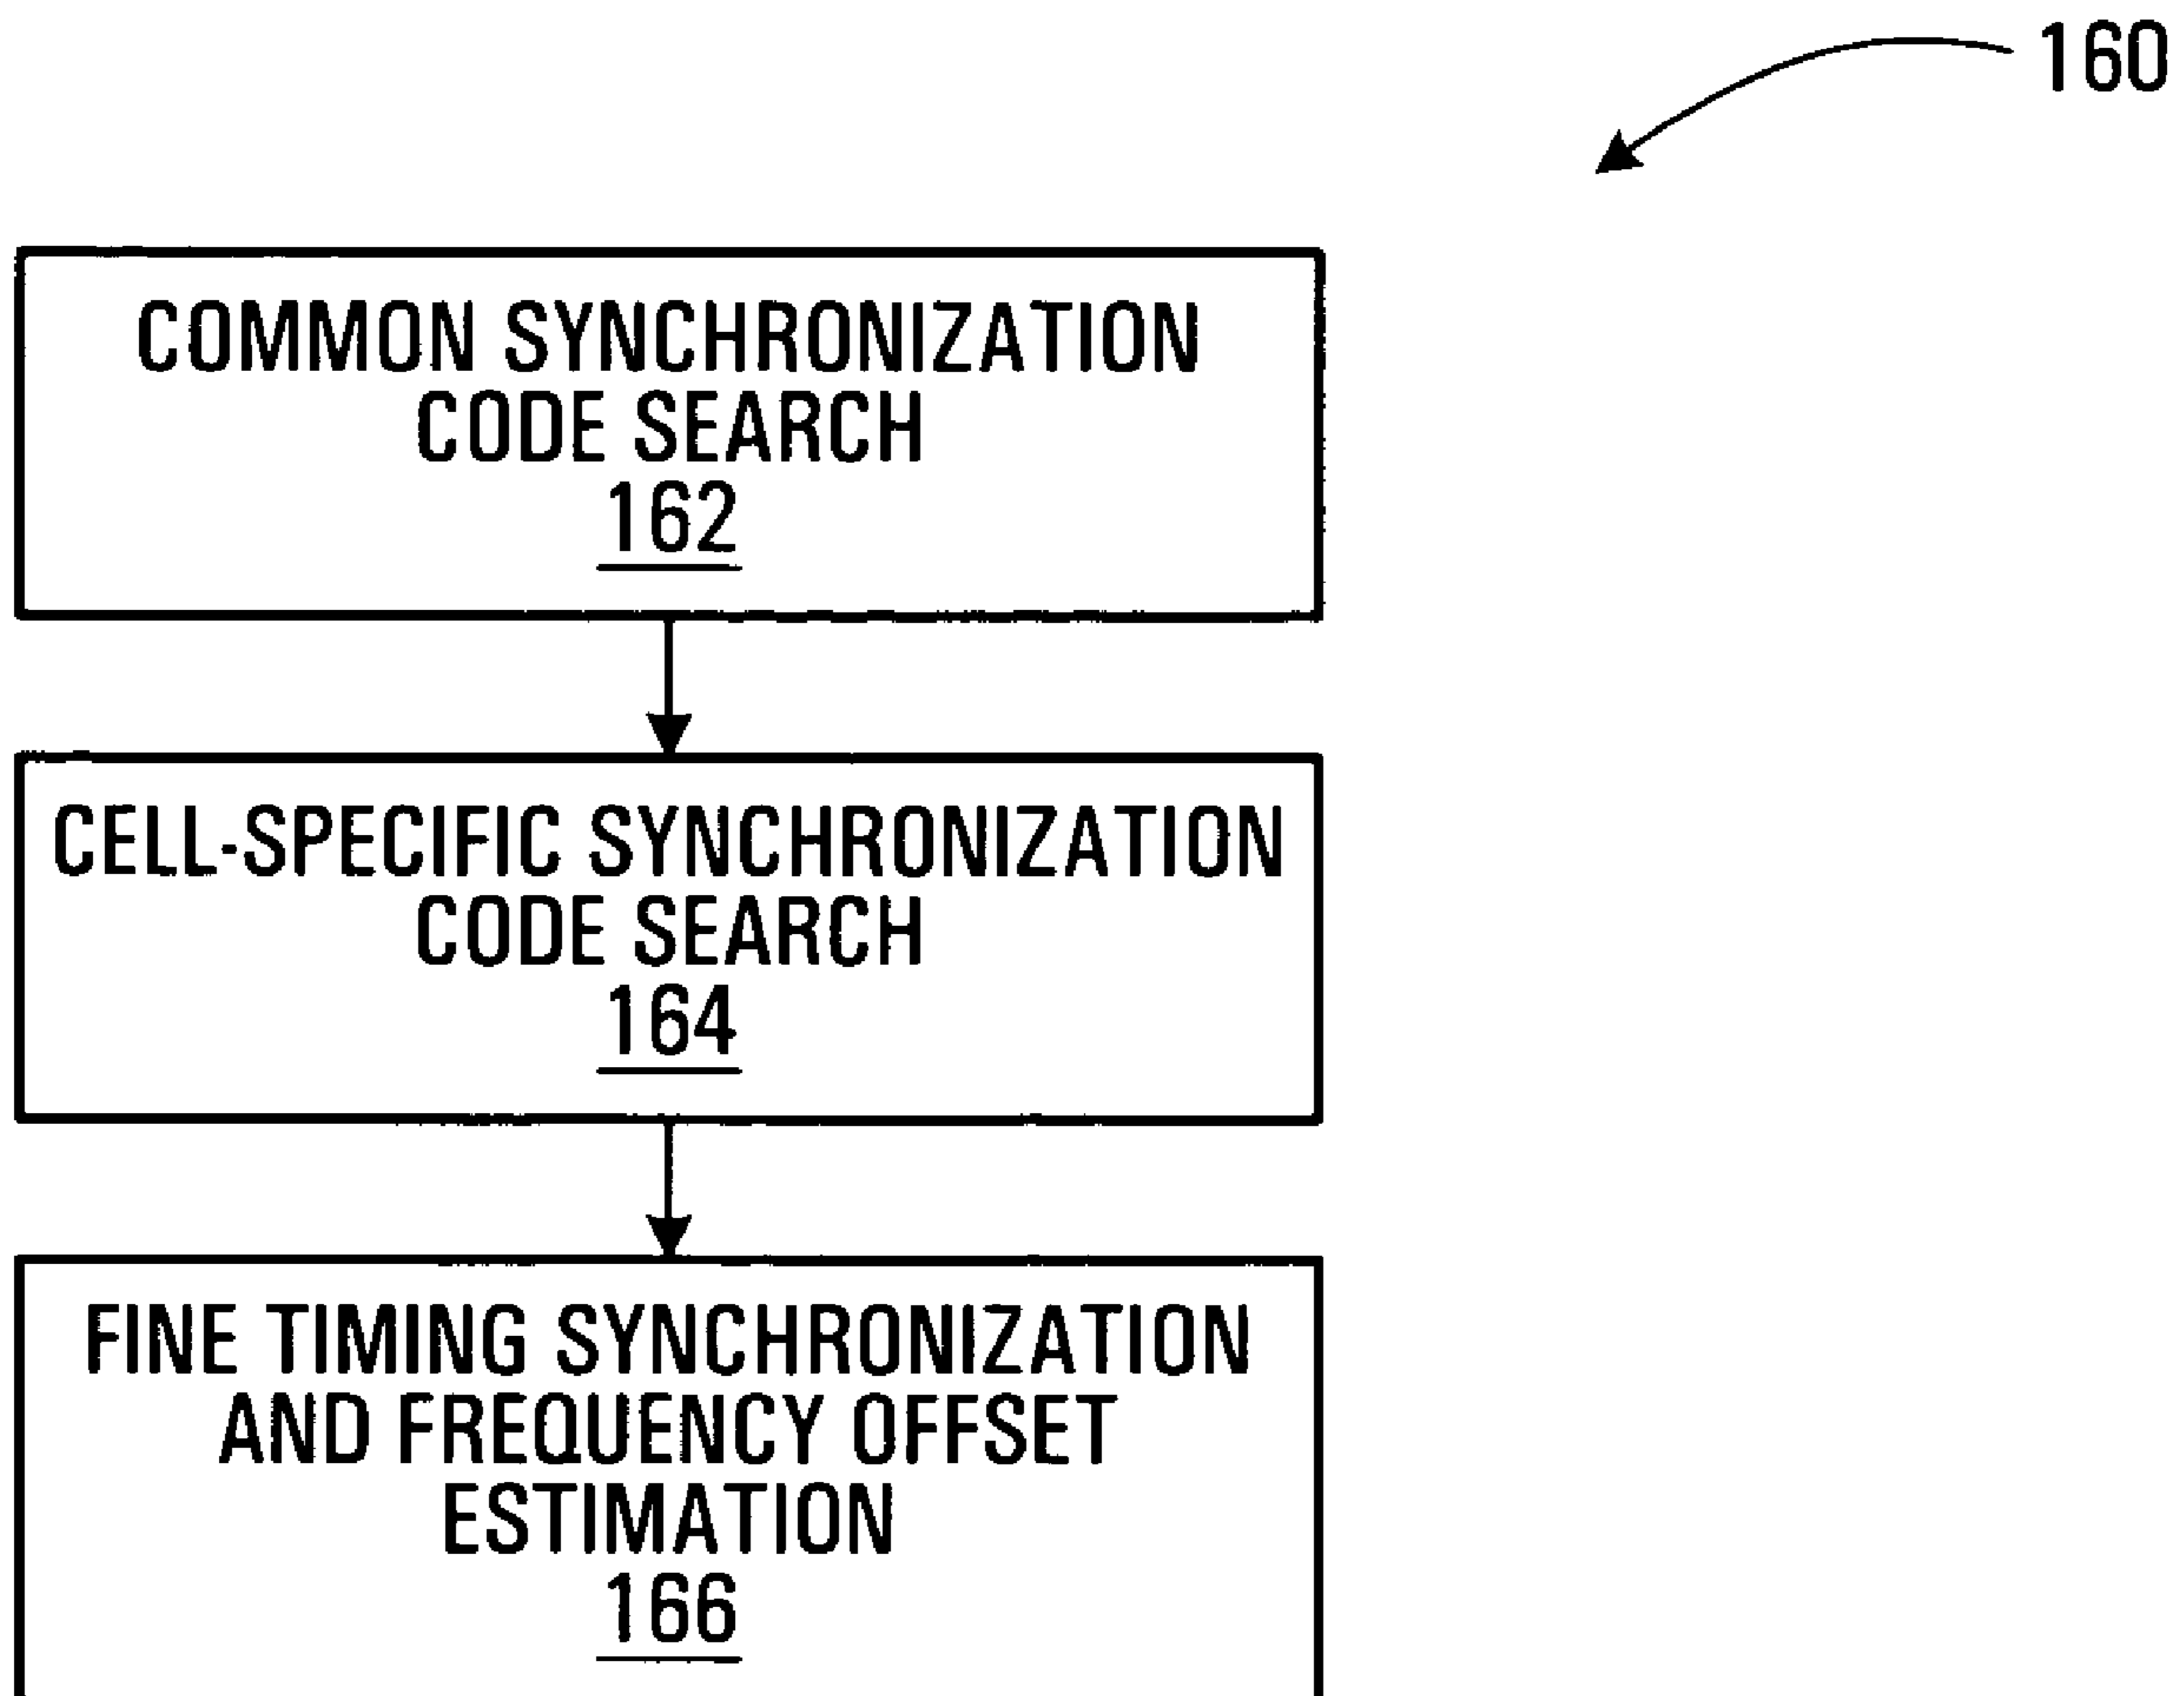 160
COMMON SYNCHRONIZATION
CODE SEARCH
162
CELL-SPECIFIC SYNCHRONIZATION
CODE SEARCH
164
FINE TIMING SYNCHRONIZATION
AND FREQUENCY OFFSET
ESTIMATION
166